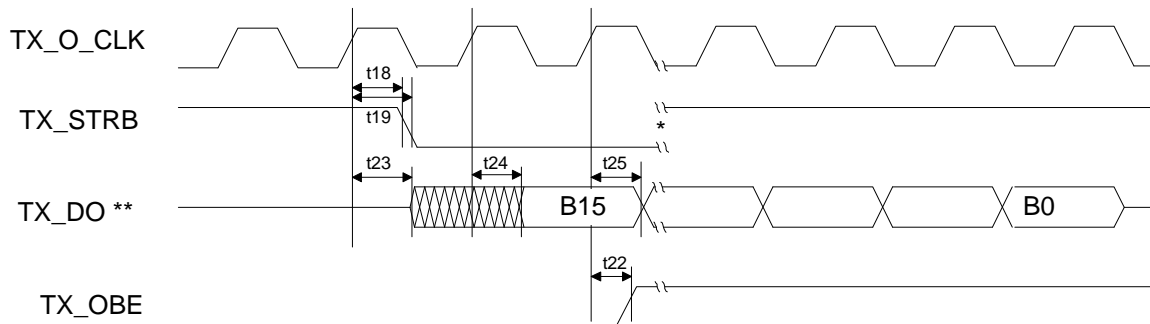 TX_O_CLK
t18
TX_STRB
t19
*
t23
t24
t25
TX_DO **
B15
B0
t22
TX_OBE